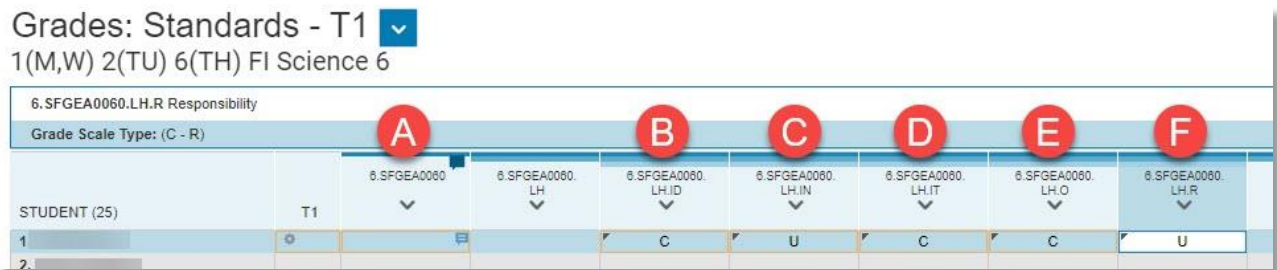 Grades: Standards - T1
1(M,W) 2(TU) 6(TH) FI Science 6
6.SFGEA0060.LH.R Responsibility
Grade Scale Type: (C - R)
A B C D E F
STUDENT (25) T1 6.SFGEA0060 6.SFGEA0060.LH 6.SFGEA0060.LH.ID 6.SFGEA0060.LH.IN 6.SFGEA0060.LH.IT 6.SFGEA0060.LH.O 6.SFGEA0060.LH.R
1 C U C C U
2.